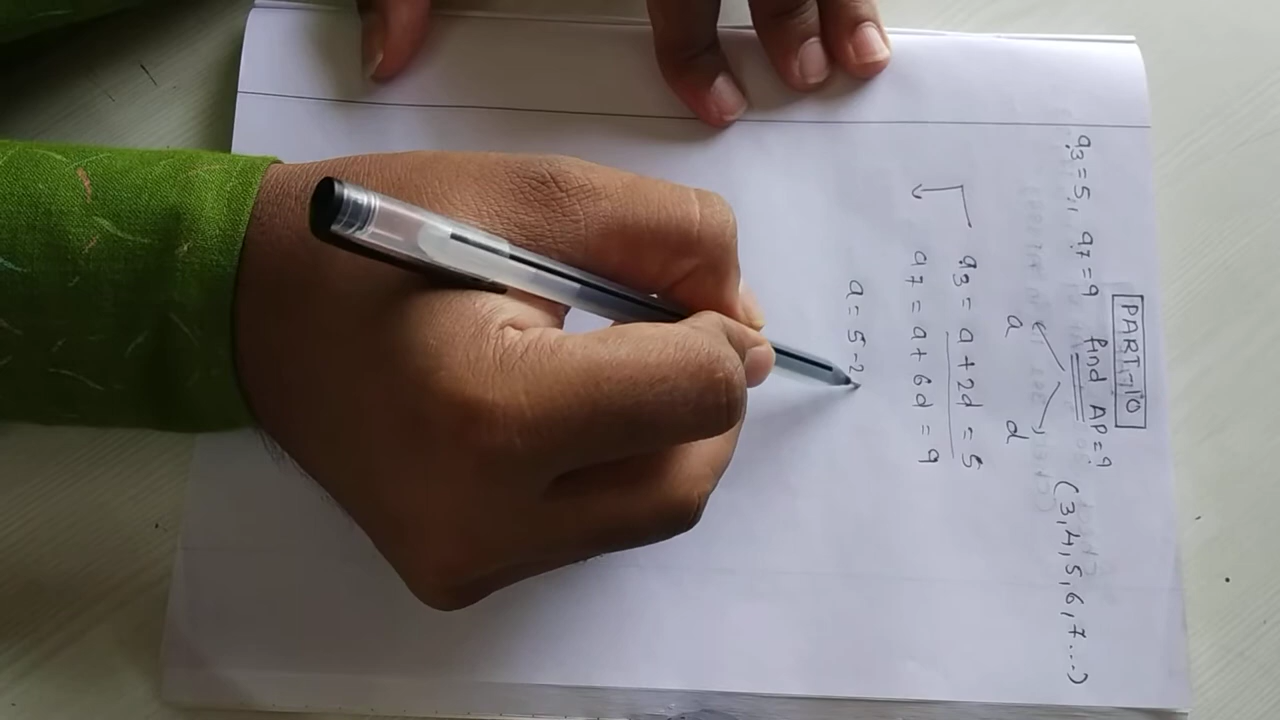 PART-10
a3 = 5, a7 = 9 find AP = ?
(3, 4, 5, 6, 7...)
a d
a3 = a + 2d = 5
a7 = a + 6d = 9
a = 5 - 2